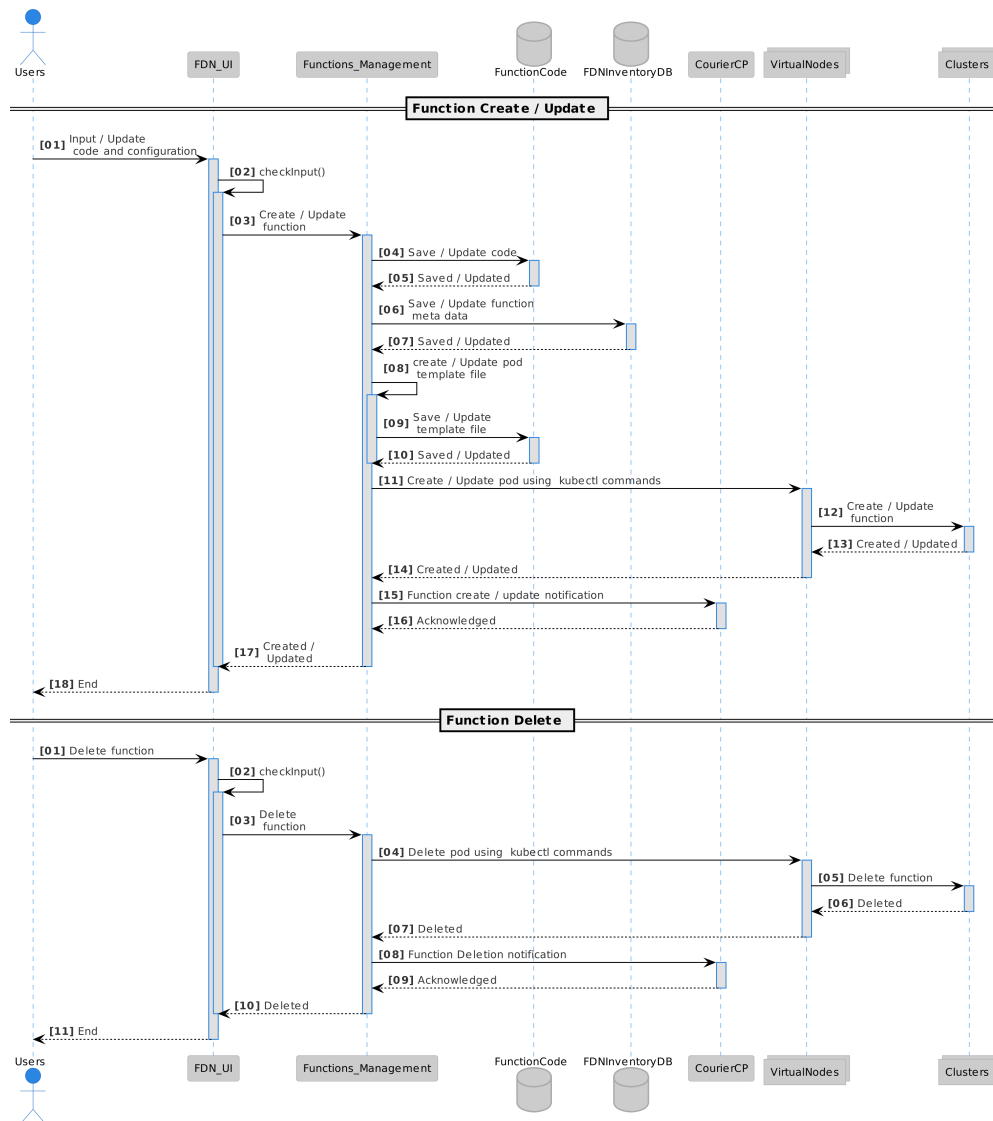 Users
FDN_UI
Functions_Management
FunctionCode
FDNInventoryDB
CourierCP
VirtualNodes
Clusters
Function Create / Update
[01] Input / Update
code and configuration
[02] checkInput()
[03] Create / Update
function
[04] Save / Update code
[05] Saved / Updated
[06] Save / Update function
meta data
[07] Saved / Updated
[08] create / Update pod
template file
[09] Save / Update
template file
[10] Saved / Updated
[11] Create / Update pod using  kubectl commands
[12] Create / Update
function
[13] Created / Updated
[14] Created / Updated
[15] Function create / update notification
[16] Acknowledged
[17] Created /
Updated
[18] End
Function Delete
[01] Delete function
[02] checkInput()
[03] Delete
function
[04] Delete pod using  kubectl commands
[05] Delete function
[06] Deleted
[07] Deleted
[08] Function Deletion notification
[09] Acknowledged
[10] Deleted
[11] End
Users
FDN_UI
Functions_Management
FunctionCode
FDNInventoryDB
CourierCP
VirtualNodes
Clusters